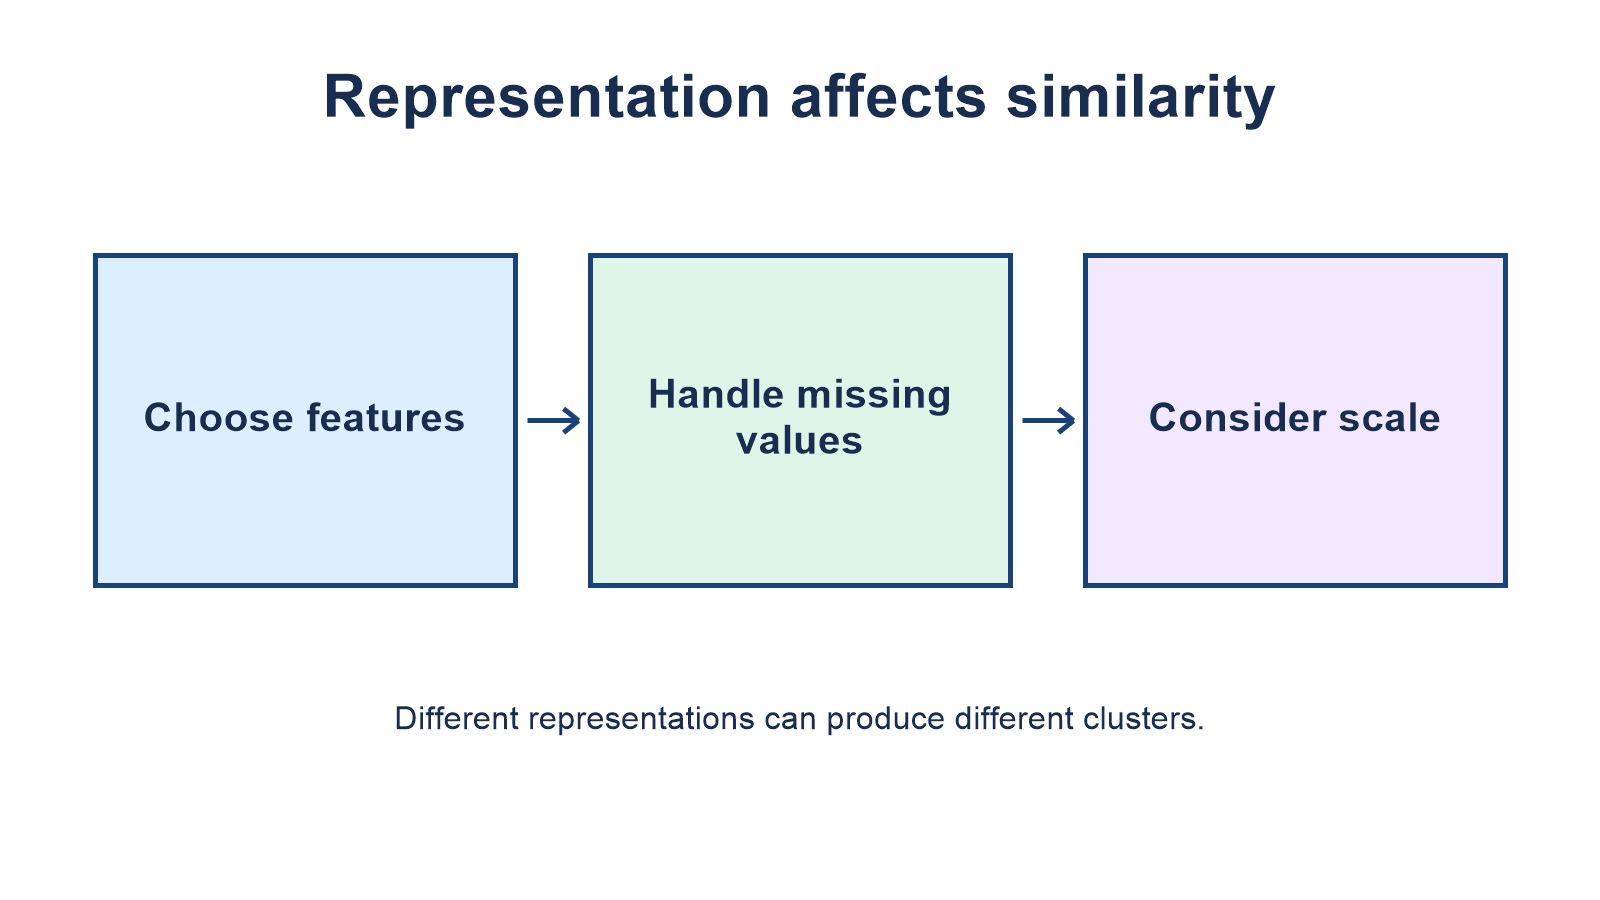 Representation affects similarity
Choose features
Handle missing
values
Consider scale
Different representations can produce different clusters.